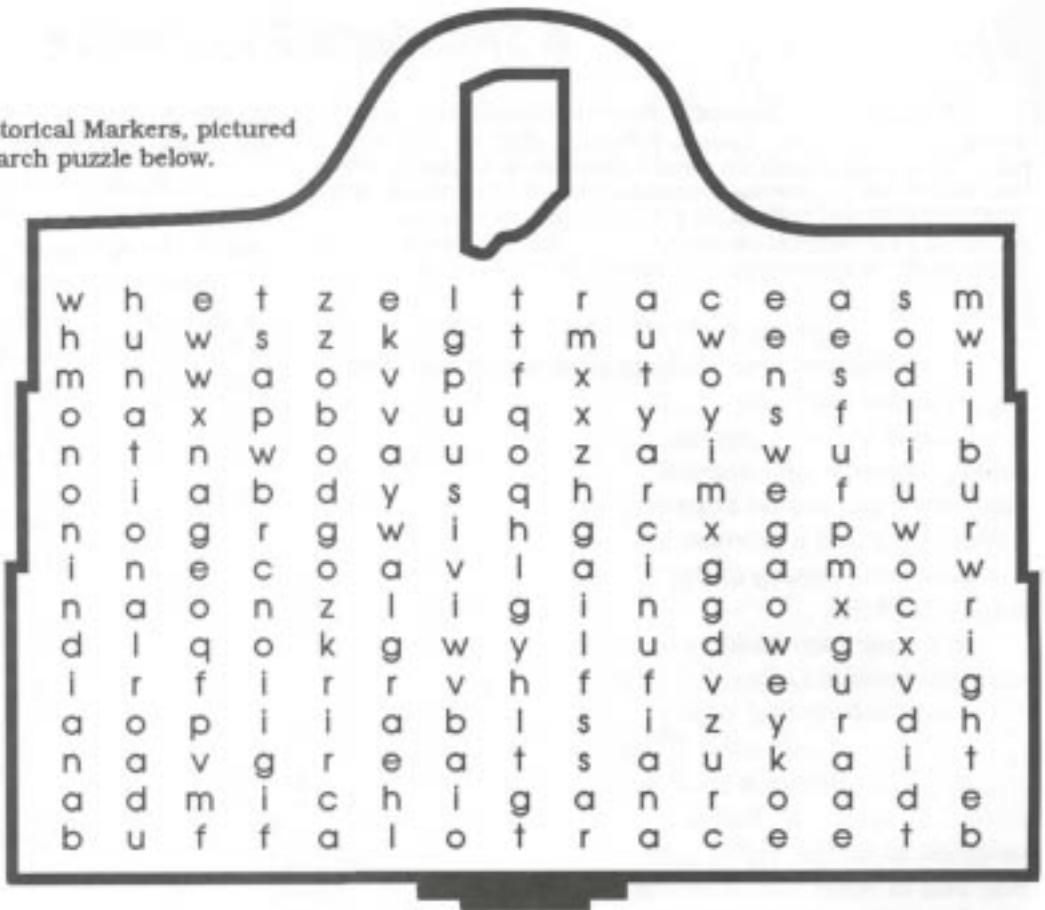 torical Markers, pictured
arch puzzle below.
w h e t z e l t r a c e a s m
h u w s z k g t m u w e e o w
m n w a o v p f x t o n s d i
o a x p b v u q x y y s f l l
n t n w o a u o z a i w u i b
o i a b d y s q h r m e f u u
n o g r g w i h g c x g p w r
i n e c o a v l a i g a m o w
n a o n z l i g i n g o x c r
d l q o k g w y l u d w g x i
i r f i r r v h f f v e u v g
a o p i i a b l s i z y r d h
n a v g r e a t s a u k a i t
a d m i c h i g a n r o a d e
b u f f a l o t r a c e e t b